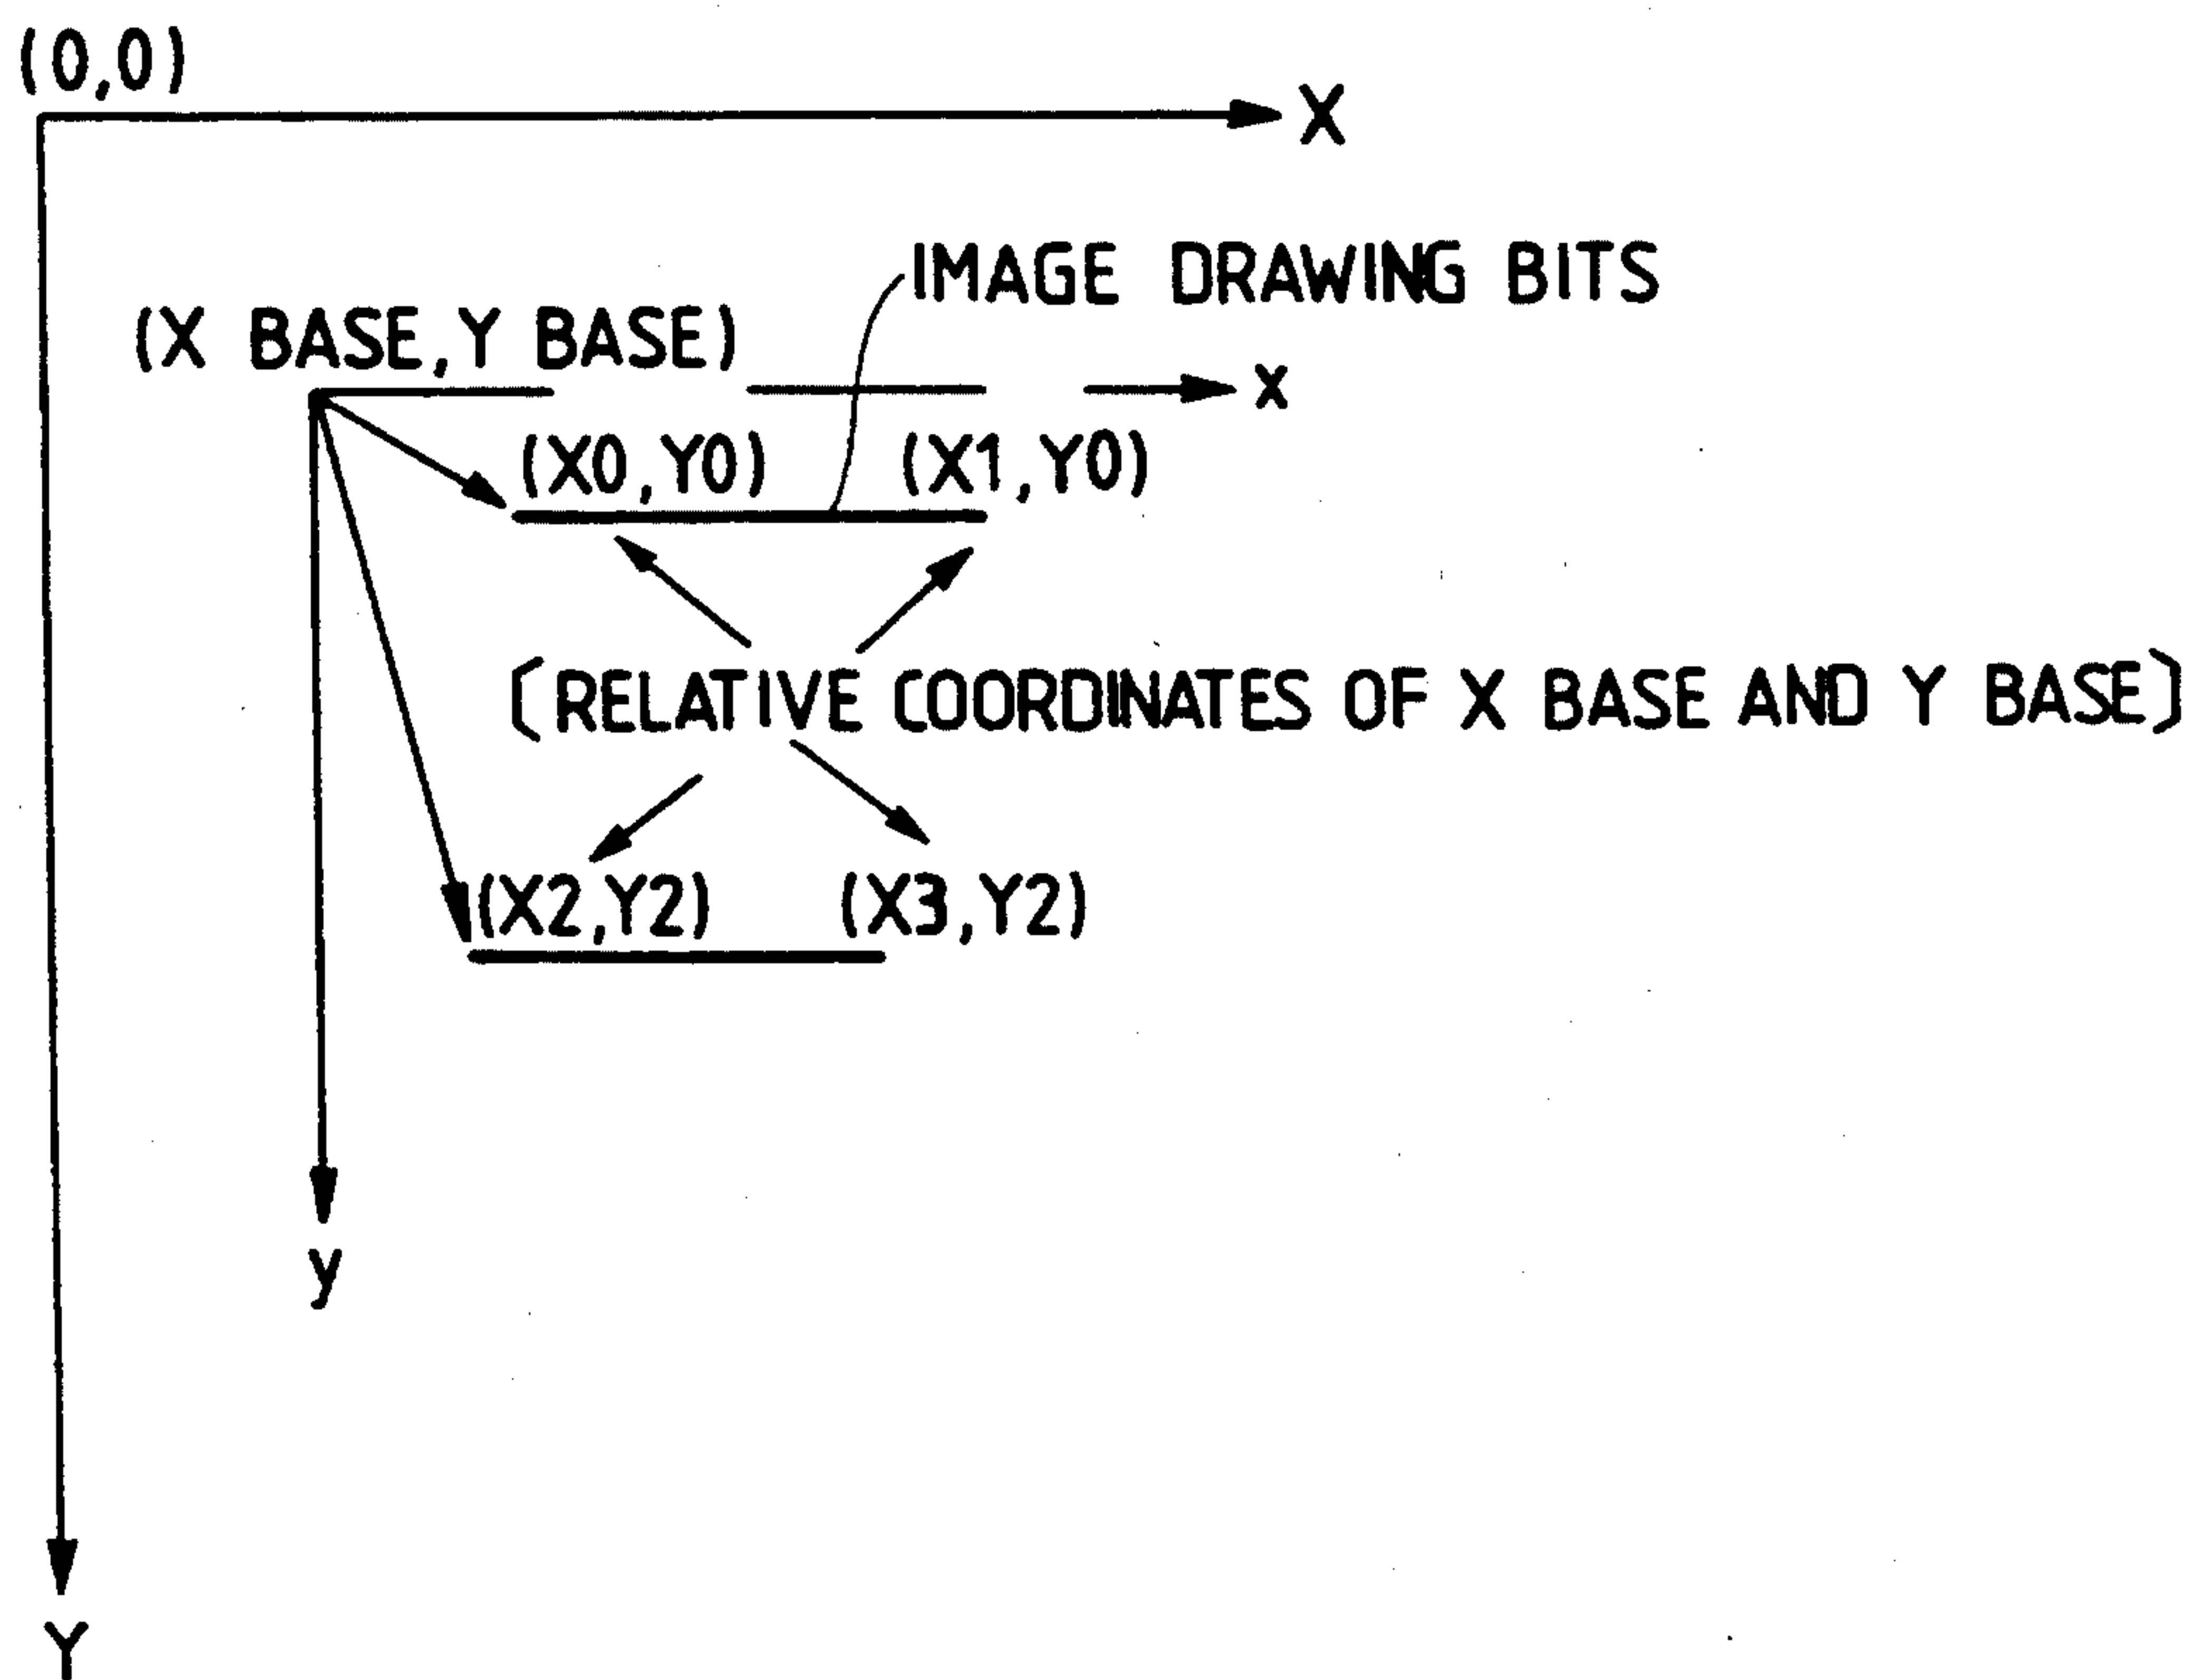 (0,0)
X
IMAGE DRAWING BITS
(X BASE,Y BASE)
x
(X0,Y0) (X1,Y0)
(RELATIVE COORDINATES OF X BASE AND Y BASE)
(X2,Y2) (X3,Y2)
y
Y